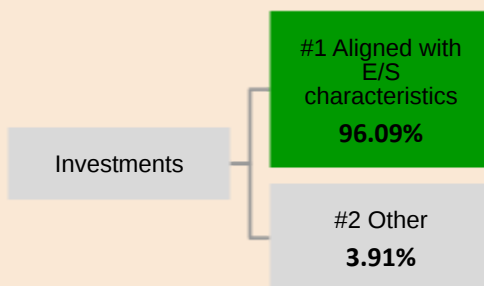 #1 Aligned with
E/S
characteristics
96.09%
Investments
#2 Other
3.91%